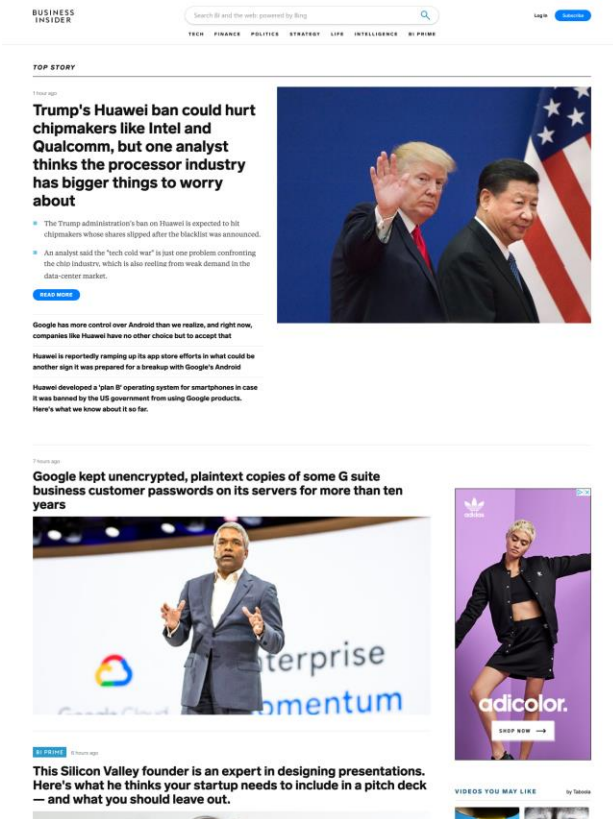 BUSINESS
INSIDER
Search BI and the web: powered by Bing
Log In
Subscribe
TECH FINANCE POLITICS STRATEGY LIFE INTELLIGENCE BI PRIME
TOP STORY
1 hour ago
Trump's Huawei ban could hurt
chipmakers like Intel and
Qualcomm, but one analyst
thinks the processor industry
has bigger things to worry
about
The Trump administration's ban on Huawei is expected to hit
chipmakers whose shares slipped after the blacklist was announced.
An analyst said the "tech cold war" is just one problem confronting
the chip industry, which is also reeling from weak demand in the
data-center market.
READ MORE
Google has more control over Android than we realize, and right now,
companies like Huawei have no other choice but to accept that
Huawei is reportedly ramping up its app store efforts in what could be
another sign it was prepared for a breakup with Google's Android
Huawei developed a 'plan B' operating system for smartphones in case
it was banned by the US government from using Google products.
Here's what we know about it so far.
7 hours ago
Google kept unencrypted, plaintext copies of some G suite
business customer passwords on its servers for more than ten
years
terprise
omentum
Google Cloud
adidas
adicolor.
SHOP NOW
BI PRIME
6 hours ago
This Silicon Valley founder is an expert in designing presentations.
Here's what he thinks your startup needs to include in a pitch deck
— and what you should leave out.
VIDEOS YOU MAY LIKE
by Taboola